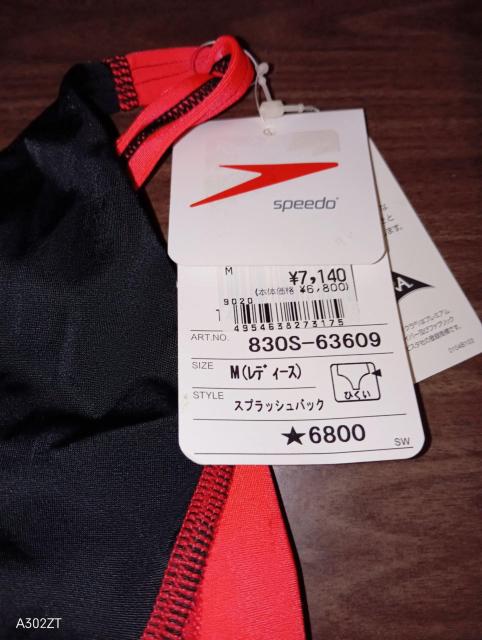 speedo
M
¥7,140
(本体価格 ¥6,800)
9020
1
4954638273175
ART.NO. 830S-63609
SIZE M(レディース)
ひくい
STYLE スプラッシュバック
★6800
SW
A302ZT